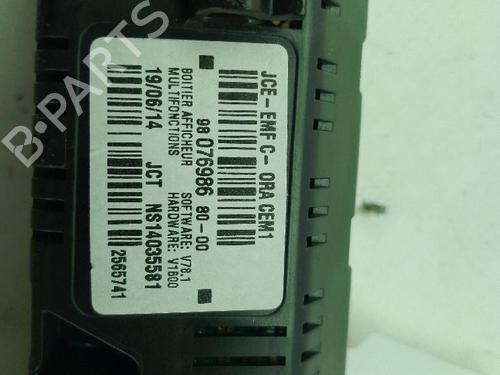 JCE-EMF C- ORA CEM1
98 076986 80-00
BOITIER AFFICHEUR SOFTWARE: V78.1
MULTIFONCTIONS HARDWARE: V1800
19/06/14 JCT NS14035581
2565741
B-PARTS